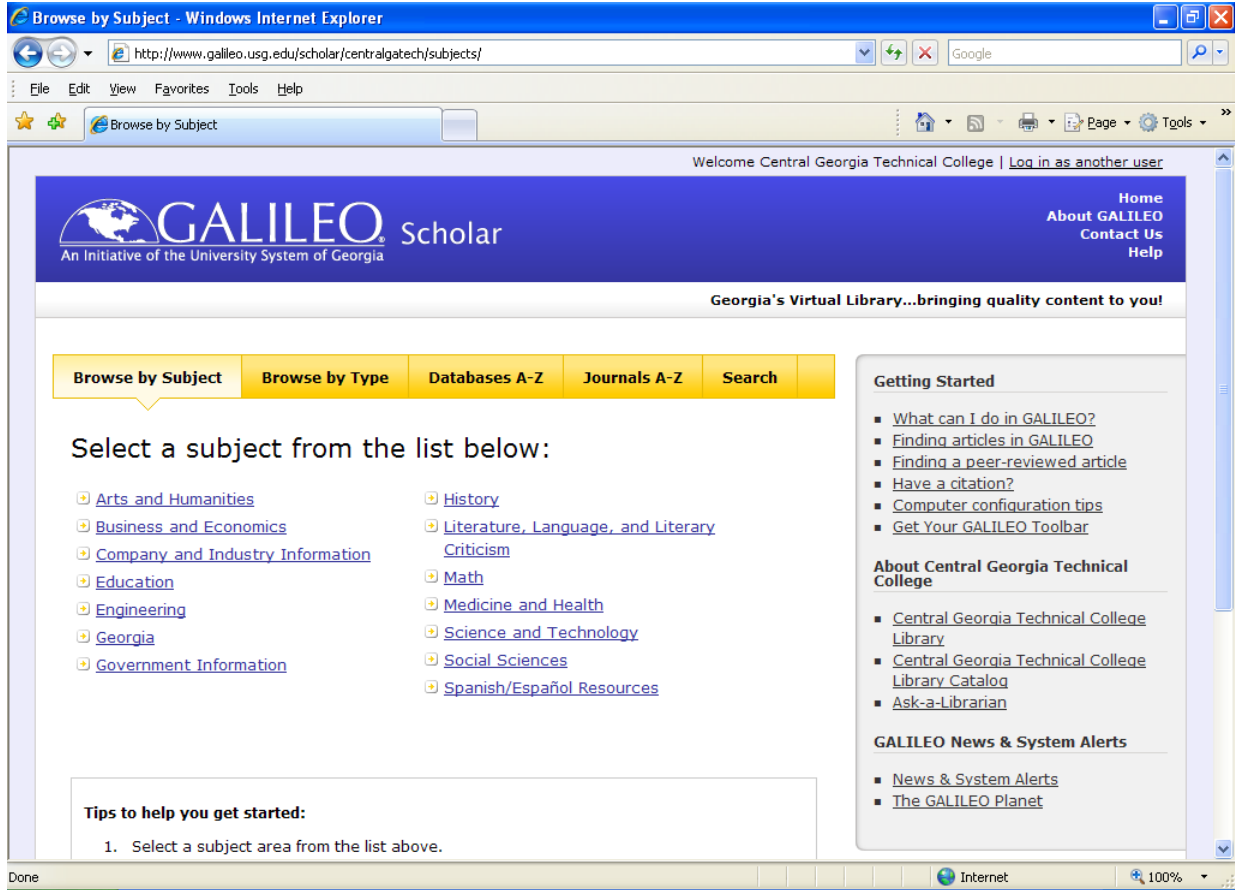 Browse by Subject - Windows Internet Explorer
http://www.galileo.usg.edu/scholar/centralgatech/subjects/
Google
File Edit View Favorites Tools Help
Browse by Subject
Page Tools »
Welcome Central Georgia Technical College | Log in as another user
GALILEO® Scholar
An Initiative of the University System of Georgia
Home
About GALILEO
Contact Us
Help
Georgia's Virtual Library...bringing quality content to you!
Browse by Subject Browse by Type Databases A-Z Journals A-Z Search
Select a subject from the list below:
Arts and Humanities
Business and Economics
Company and Industry Information
Education
Engineering
Georgia
Government Information
History
Literature, Language, and Literary
Criticism
Math
Medicine and Health
Science and Technology
Social Sciences
Spanish/Español Resources
Tips to help you get started:
1. Select a subject area from the list above.
Getting Started
What can I do in GALILEO?
Finding articles in GALILEO
Finding a peer-reviewed article
Have a citation?
Computer configuration tips
Get Your GALILEO Toolbar
About Central Georgia Technical
College
Central Georgia Technical College
Library
Central Georgia Technical College
Library Catalog
Ask-a-Librarian
GALILEO News & System Alerts
News & System Alerts
The GALILEO Planet
Done
Internet
100%